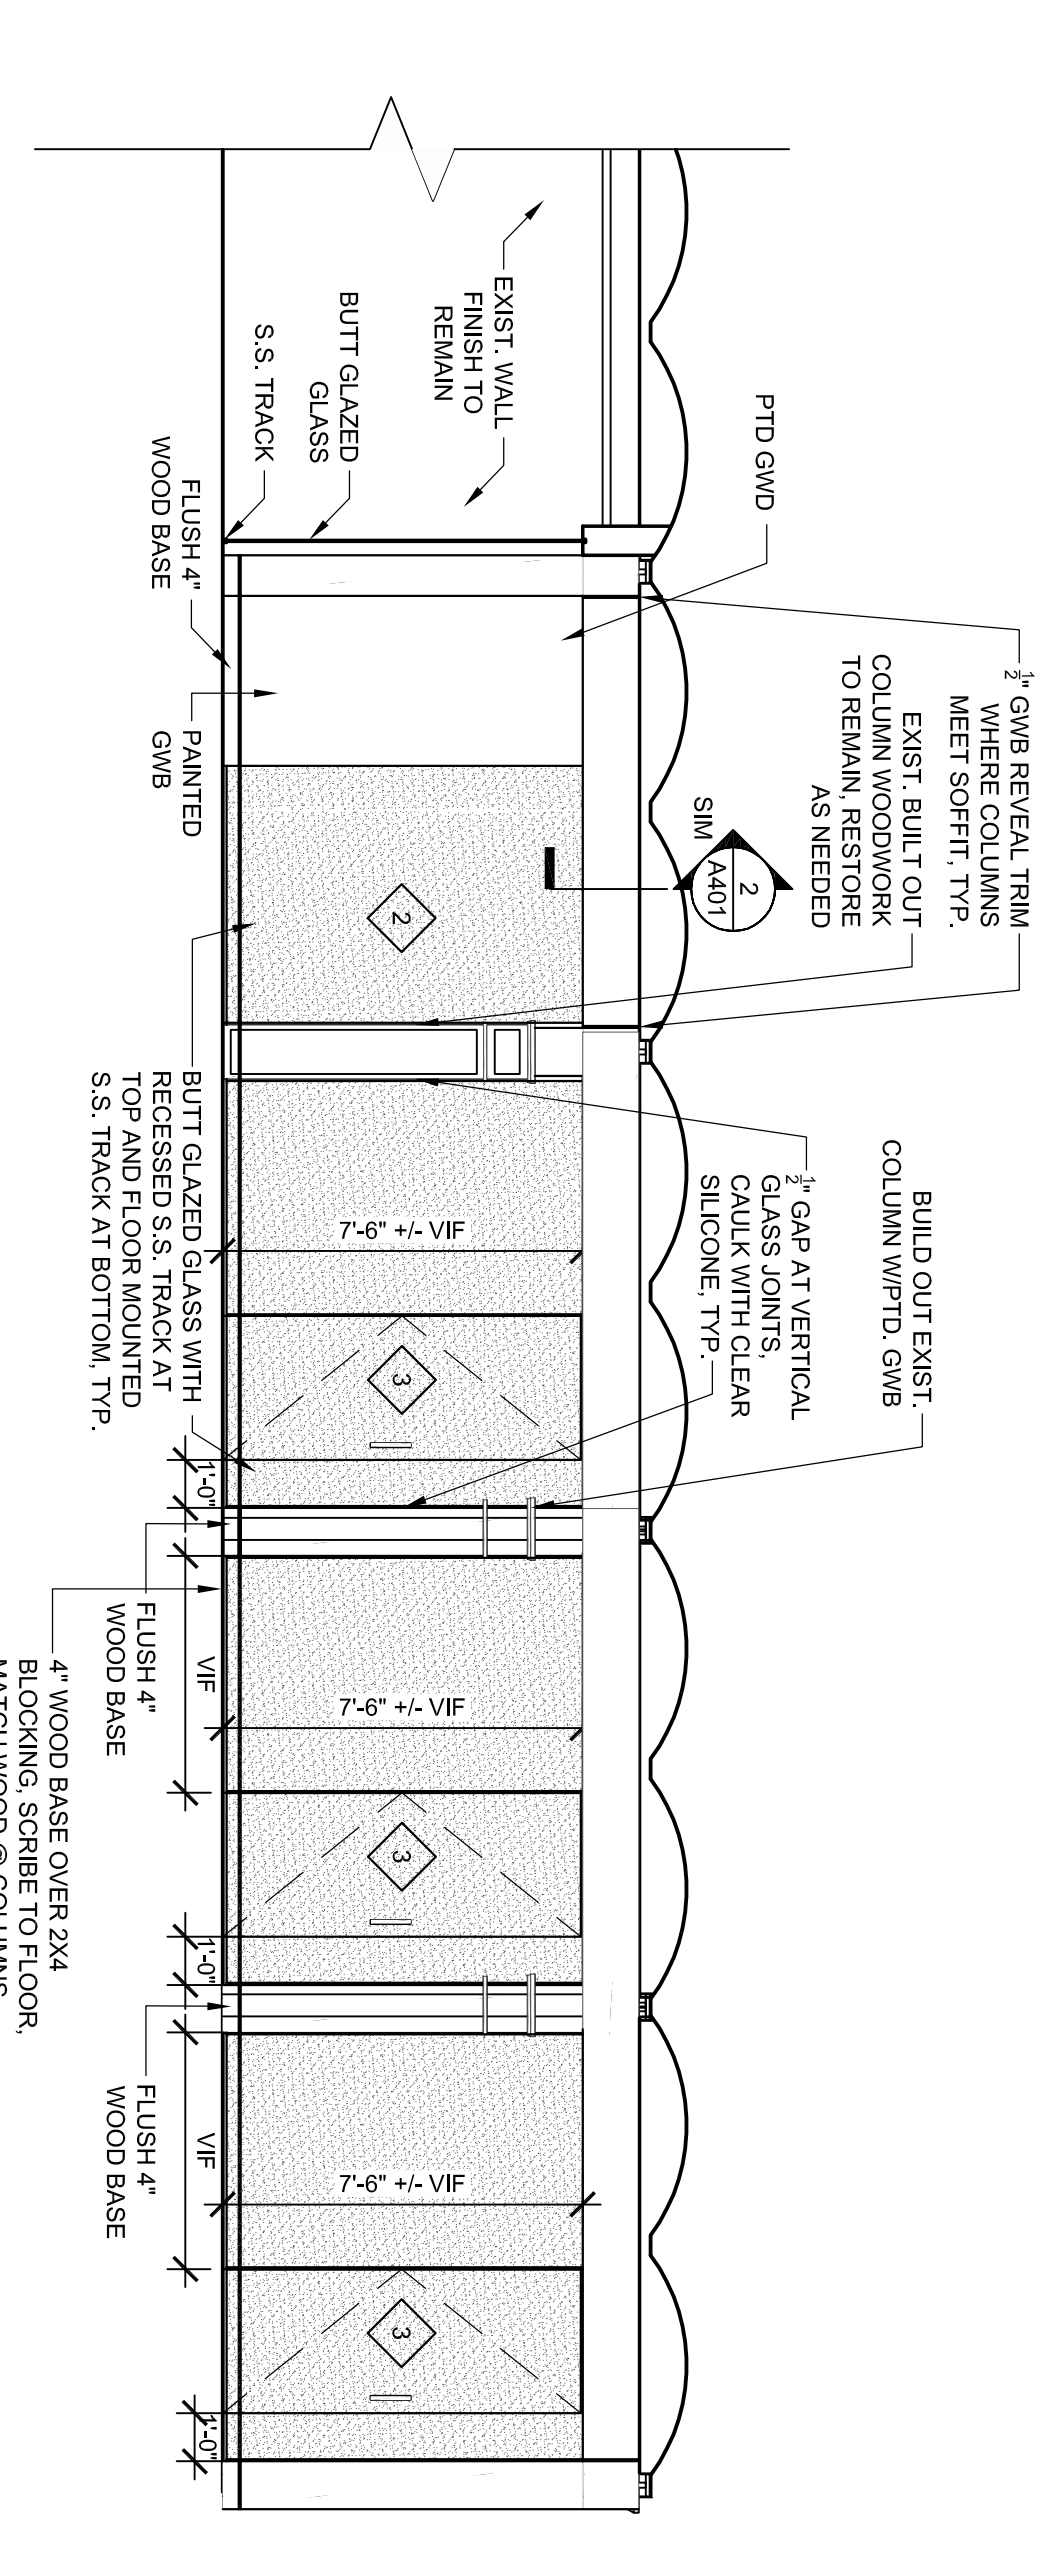 ½" GWB REVEAL TRIM
WHERE COLUMNS
MEET SOFFIT, TYP.
EXIST. BUILT OUT
COLUMN WOODWORK
TO REMAIN, RESTORE
AS NEEDED
BUILD OUT EXIST.
COLUMN W/PTD. GWB
½" GAP AT VERTICAL
GLASS JOINTS,
CAULK WITH CLEAR
SILICONE, TYP.
PTD GWD
2
A401
SIM
EXIST. WALL
FINISH TO
REMAIN
BUTT GLAZED
GLASS
S.S. TRACK
2
3
3
3
7'-6" +/- VIF
7'-6" +/- VIF
7'-6" +/- VIF
1'-0"
VIF
1'-0"
VIF
1'-0"
FLUSH 4"
WOOD BASE
PAINTED
GWB
BUTT GLAZED GLASS WITH
RECESSED S.S. TRACK AT
TOP AND FLOOR MOUNTED
S.S. TRACK AT BOTTOM, TYP.
FLUSH 4"
WOOD BASE
FLUSH 4"
WOOD BASE
4" WOOD BASE OVER 2X4
BLOCKING, SCRIBE TO FLOOR,
MATCH WOOD @ COLUMNS